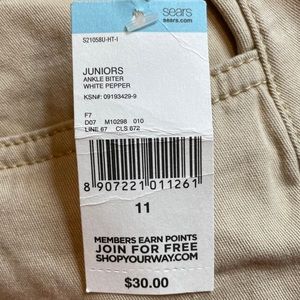 sears
sears.com
S21058U-HT-I
JUNIORS
ANKLE BITER
WHITE PEPPER
KSN#: 09193429-9
F7
D07 M10298 010
LINE 67 CLS 672
8 907221 011261
11
MEMBERS EARN POINTS
JOIN FOR FREE
SHOPYOURWAY.COM
$30.00